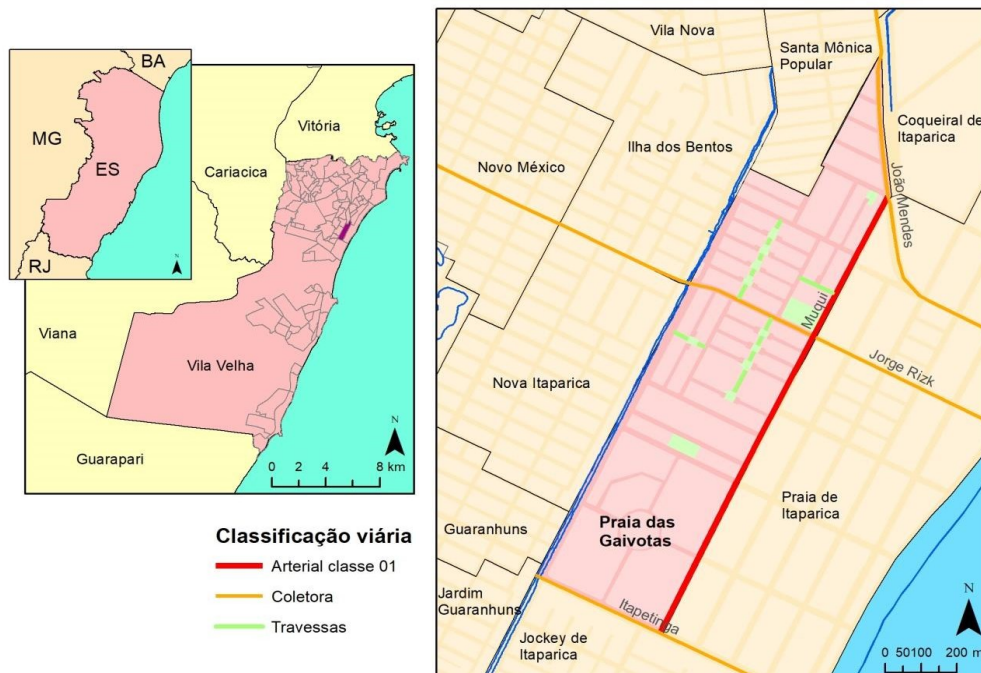 BA
MG
ES
RJ
N
Vitória
Cariacica
Viana
Vila Velha
Guarapari
N
0 2 4 8 km
Classificação viária
Arterial classe 01
Coletora
Travessas
Vila Nova
Santa Mônica
Popular
Coqueiral de
Itaparica
Ilha dos Bentos
Novo México
João Mendes
Muqui
Jorge Rizk
Nova Itaparica
Praia de
Itaparica
Guaranhuns
Praia das
Gaivotas
Jardim
Guaranhuns
Itapetinga
Jockey de
Itaparica
N
0 50100 200 m